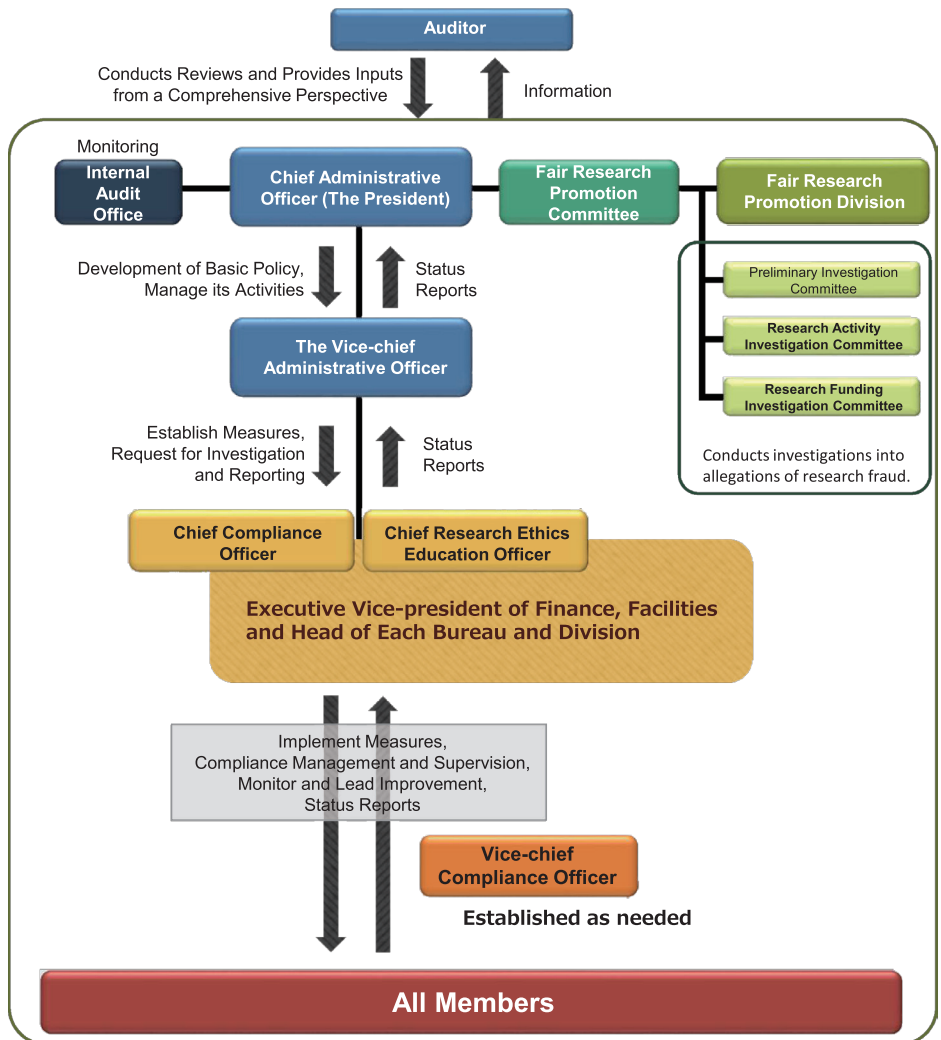 Auditor
Conducts Reviews and Provides Inputs
from a Comprehensive Perspective
Information
Monitoring
Internal
Audit
Office
Chief Administrative
Officer (The President)
Fair Research
Promotion
Committee
Fair Research
Promotion Division
Development of Basic Policy,
Manage its Activities
Status
Reports
Preliminary Investigation
Committee
Research Activity
Investigation Committee
Research Funding
Investigation Committee
Conducts investigations into
allegations of research fraud.
The Vice-chief
Administrative Officer
Establish Measures,
Request for Investigation
and Reporting
Status
Reports
Chief Compliance
Officer
Chief Research Ethics
Education Officer
Executive Vice-president of Finance, Facilities
and Head of Each Bureau and Division
Implement Measures,
Compliance Management and Supervision,
Monitor and Lead Improvement,
Status Reports
Vice-chief
Compliance Officer
Established as needed
All Members